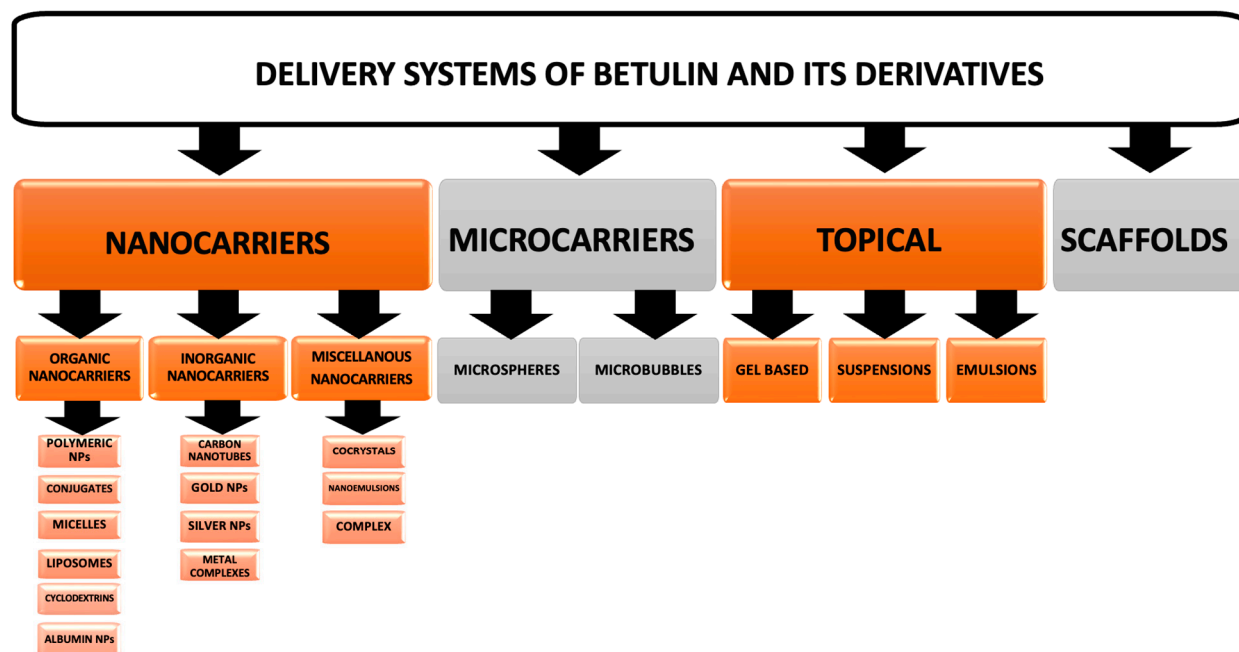 DELIVERY SYSTEMS OF BETULIN AND ITS DERIVATIVES
NANOCARRIERS
MICROCARRIERS
TOPICAL
SCAFFOLDS
ORGANIC
NANOCARRIERS
INORGANIC
NANOCARRIERS
MISCELLANOUS
NANOCARRIERS
MICROSPHERES
MICROBUBBLES
GEL BASED
SUSPENSIONS
EMULSIONS
POLYMERIC
NPs
CONJUGATES
MICELLES
LIPOSOMES
CYCLODEXTRINS
ALBUMIN NPs
CARBON
NANOTUBES
GOLD NPs
SILVER NPs
METAL
COMPLEXES
COCRYSTALS
NANOEMULSIONS
COMPLEX